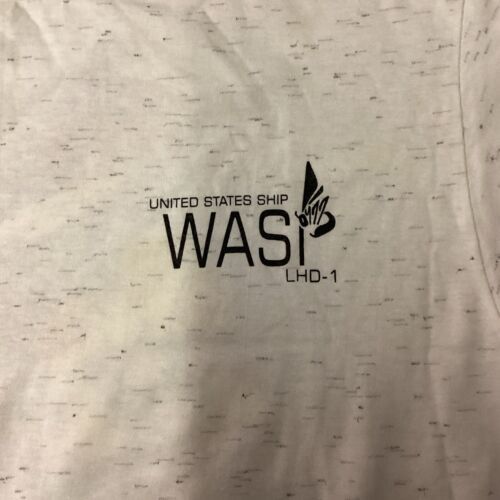 UNITED STATES SHIP
WASP
LHD-1